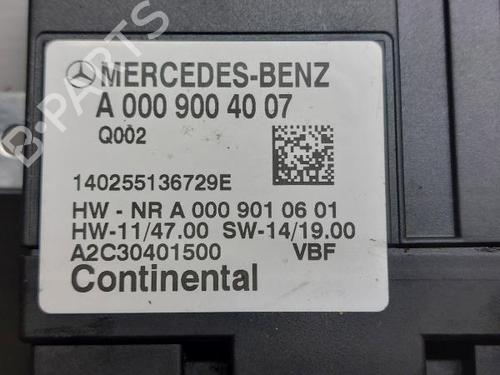 MERCEDES-BENZ
A 000 900 40 07
Q002
140255136729E
HW - NR A 000 901 06 01
HW-11/47.00 SW-14/19.00
A2C30401500 VBF
Continental
B-PARTS